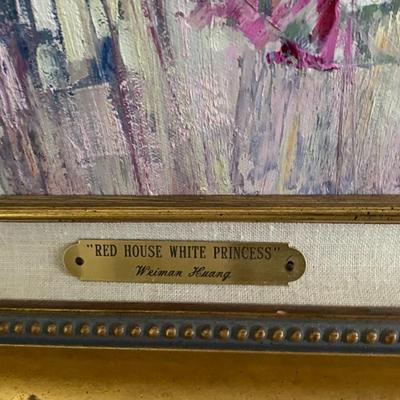 "RED HOUSE WHITE PRINCESS"
Weiman Huang